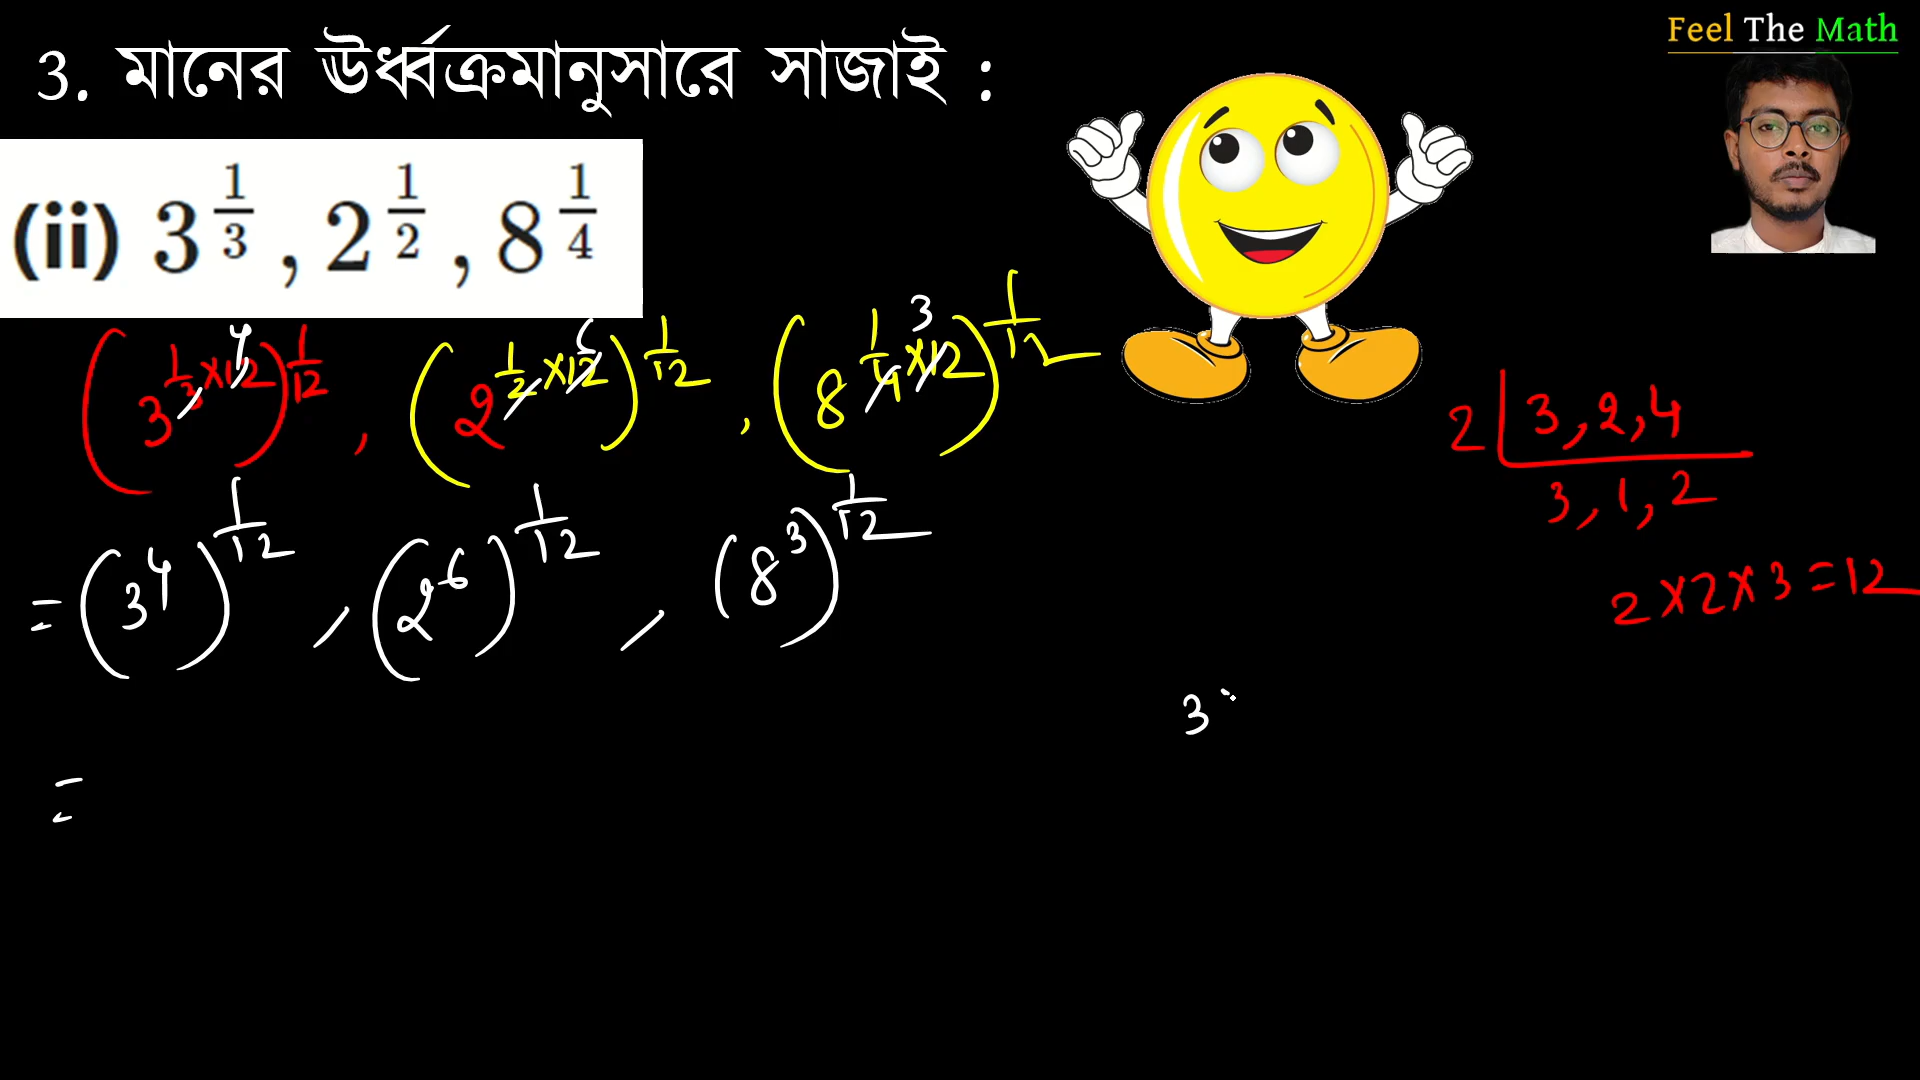 Feel The Math
3. মানের ঊর্ধ্বক্রমানুসারে সাজাই :
(ii) 3^(1/3) , 2^(1/2) , 8^(1/4)
(3^(1/3 × 12))^(1/12) , (2^(1/2 × 12))^(1/12) , (8^(1/4 × 12))^(1/12)
4 6 3
2 | 3, 2, 4
3, 1, 2
2 × 2 × 3 = 12
= (3^4)^(1/12) , (2^6)^(1/12) , (8^3)^(1/12)
3
=